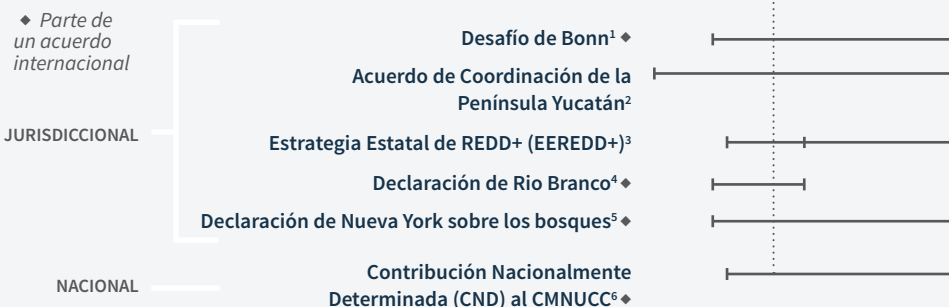 ◆ Parte de
un acuerdo
internacional
JURISDICCIONAL
Desafío de Bonn¹ ◆
Acuerdo de Coordinación de la
Península Yucatán²
Estrategia Estatal de REDD+ (EEREDD+)³
Declaración de Rio Branco⁴ ◆
Declaración de Nueva York sobre los bosques⁵ ◆
NACIONAL
Contribución Nacionalmente
Determinada (CND) al CMNUCC⁶ ◆